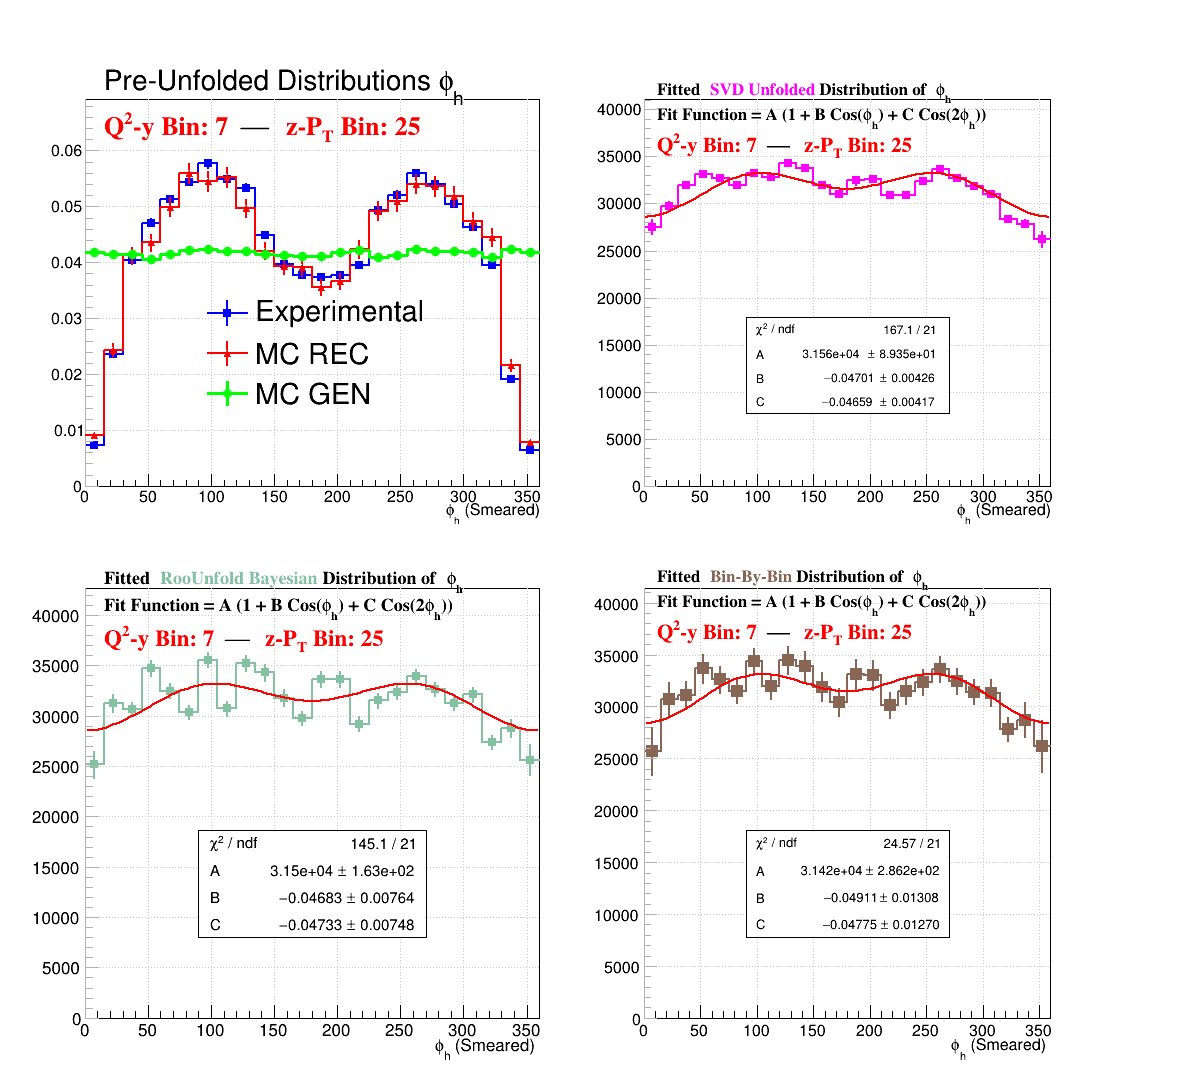 Pre-Unfolded Distributions ϕh
Q²-y Bin: 7 — z-PT Bin: 25
0.06
0.05
0.04
0.03
0.02
0.01
0
Experimental
MC REC
MC GEN
0 50 100 150 200 250 300 350
ϕh (Smeared)
Fitted SVD Unfolded Distribution of ϕh
Fit Function = A (1 + B Cos(ϕh) + C Cos(2ϕh))
Q²-y Bin: 7 — z-PT Bin: 25
40000
35000
30000
25000
20000
15000
10000
5000
0
χ² / ndf 167.1 / 21
A 3.156e+04 ± 8.935e+01
B −0.04701 ± 0.00426
C −0.04659 ± 0.00417
0 50 100 150 200 250 300 350
ϕh (Smeared)
Fitted RooUnfold Bayesian Distribution of ϕh
Fit Function = A (1 + B Cos(ϕh) + C Cos(2ϕh))
Q²-y Bin: 7 — z-PT Bin: 25
40000
35000
30000
25000
20000
15000
10000
5000
0
χ² / ndf 145.1 / 21
A 3.15e+04 ± 1.63e+02
B −0.04683 ± 0.00764
C −0.04733 ± 0.00748
0 50 100 150 200 250 300 350
ϕh (Smeared)
Fitted Bin-By-Bin Distribution of ϕh
Fit Function = A (1 + B Cos(ϕh) + C Cos(2ϕh))
Q²-y Bin: 7 — z-PT Bin: 25
40000
35000
30000
25000
20000
15000
10000
5000
0
χ² / ndf 24.57 / 21
A 3.142e+04 ± 2.862e+02
B −0.04911 ± 0.01308
C −0.04775 ± 0.01270
0 50 100 150 200 250 300 350
ϕh (Smeared)